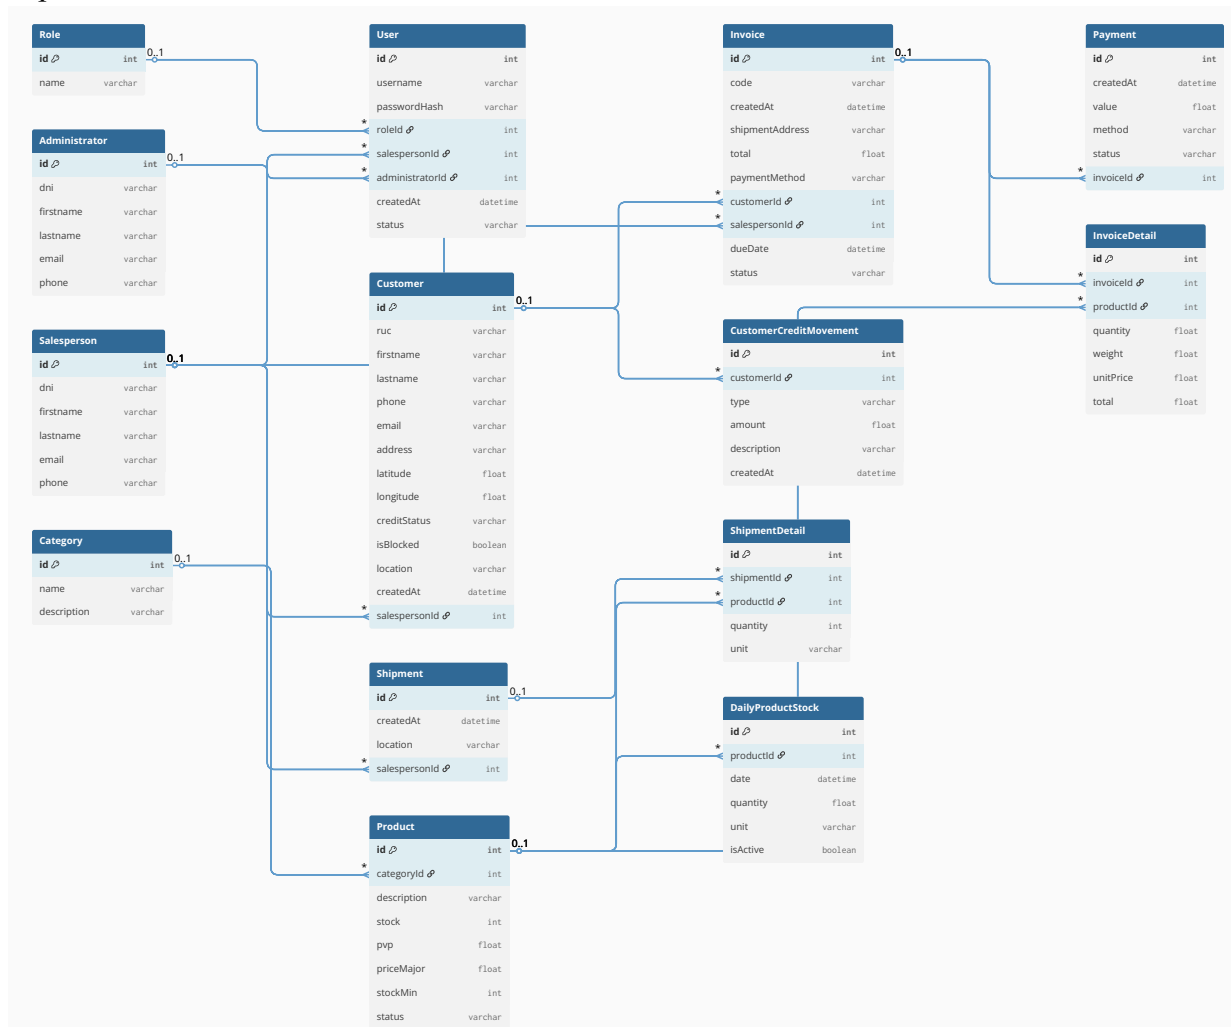 Role
id int
name varchar
0..1
Administrator
id int
dni varchar
firstname varchar
lastname varchar
email varchar
phone varchar
0..1
Salesperson
id int
dni varchar
firstname varchar
lastname varchar
email varchar
phone varchar
0..1
Category
id int
name varchar
description varchar
0..1
User
id int
username varchar
passwordHash varchar
* roleId int
* salespersonId int
* administratorId int
createdAt datetime
status varchar
Customer
id int
ruc varchar
firstname varchar
lastname varchar
phone varchar
email varchar
address varchar
latitude float
longitude float
creditStatus varchar
isBlocked boolean
location varchar
createdAt datetime
* salespersonId int
0..1
Shipment
id int
createdAt datetime
location varchar
* salespersonId int
0..1
Product
id int
* categoryId int
description varchar
stock int
pvp float
priceMajor float
stockMin int
status varchar
0..1
Invoice
id int
code varchar
createdAt datetime
shipmentAddress varchar
total float
paymentMethod varchar
* customerId int
* salespersonId int
dueDate datetime
status varchar
0..1
CustomerCreditMovement
id int
* customerId int
type varchar
amount float
description varchar
createdAt datetime
ShipmentDetail
id int
* shipmentId int
* productId int
quantity int
unit varchar
DailyProductStock
id int
* productId int
date datetime
quantity float
unit varchar
isActive boolean
Payment
id int
createdAt datetime
value float
method varchar
status varchar
* invoiceId int
InvoiceDetail
id int
* invoiceId int
* productId int
quantity float
weight float
unitPrice float
total float